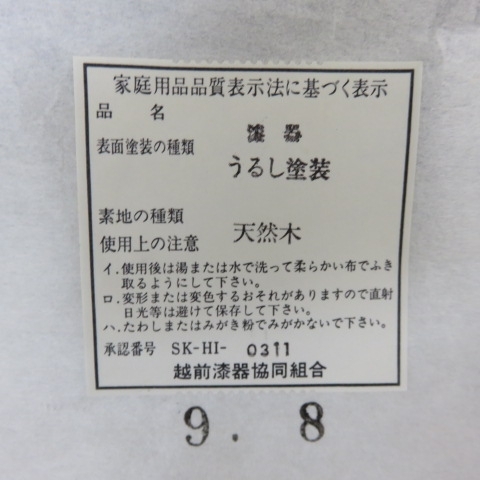 家庭用品品質表示法に基づく表示
品 名 漆器
表面塗装の種類 うるし塗装
素地の種類 天然木
使用上の注意
イ.使用後は湯または水で洗って柔らかい布でふき
取るようにして下さい。
ロ.変形または変色するおそれがありますので直射
日光等は避けて保存して下さい。
ハ.たわしまたはみがき粉でみがかないで下さい。
承認番号 SK-HI- 0311
越前漆器協同組合
9. 8